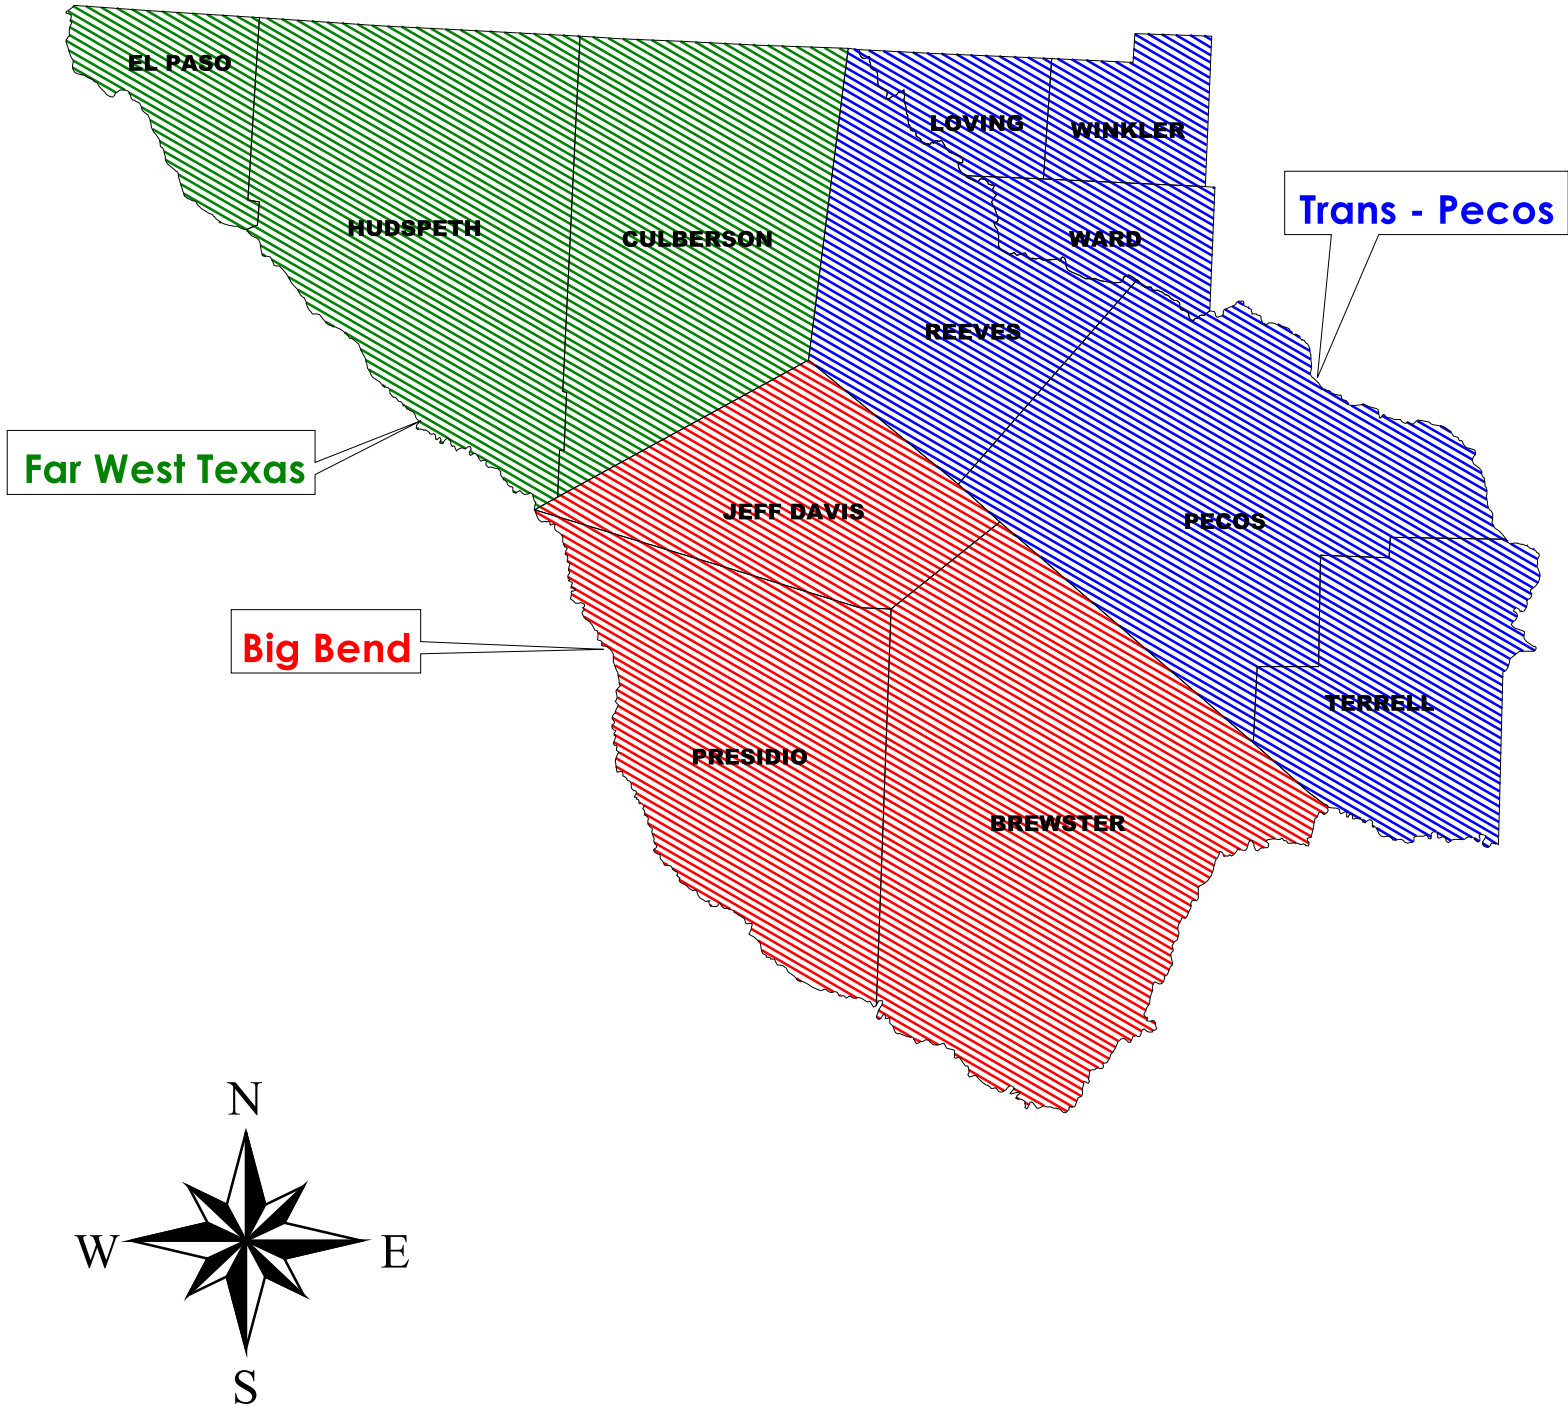 EL PASO
LOVING
WINKLER
Trans - Pecos
HUDSPETH
CULBERSON
WARD
REEVES
Far West Texas
JEFF DAVIS
PECOS
Big Bend
TERRELL
PRESIDIO
BREWSTER
N
W
E
S